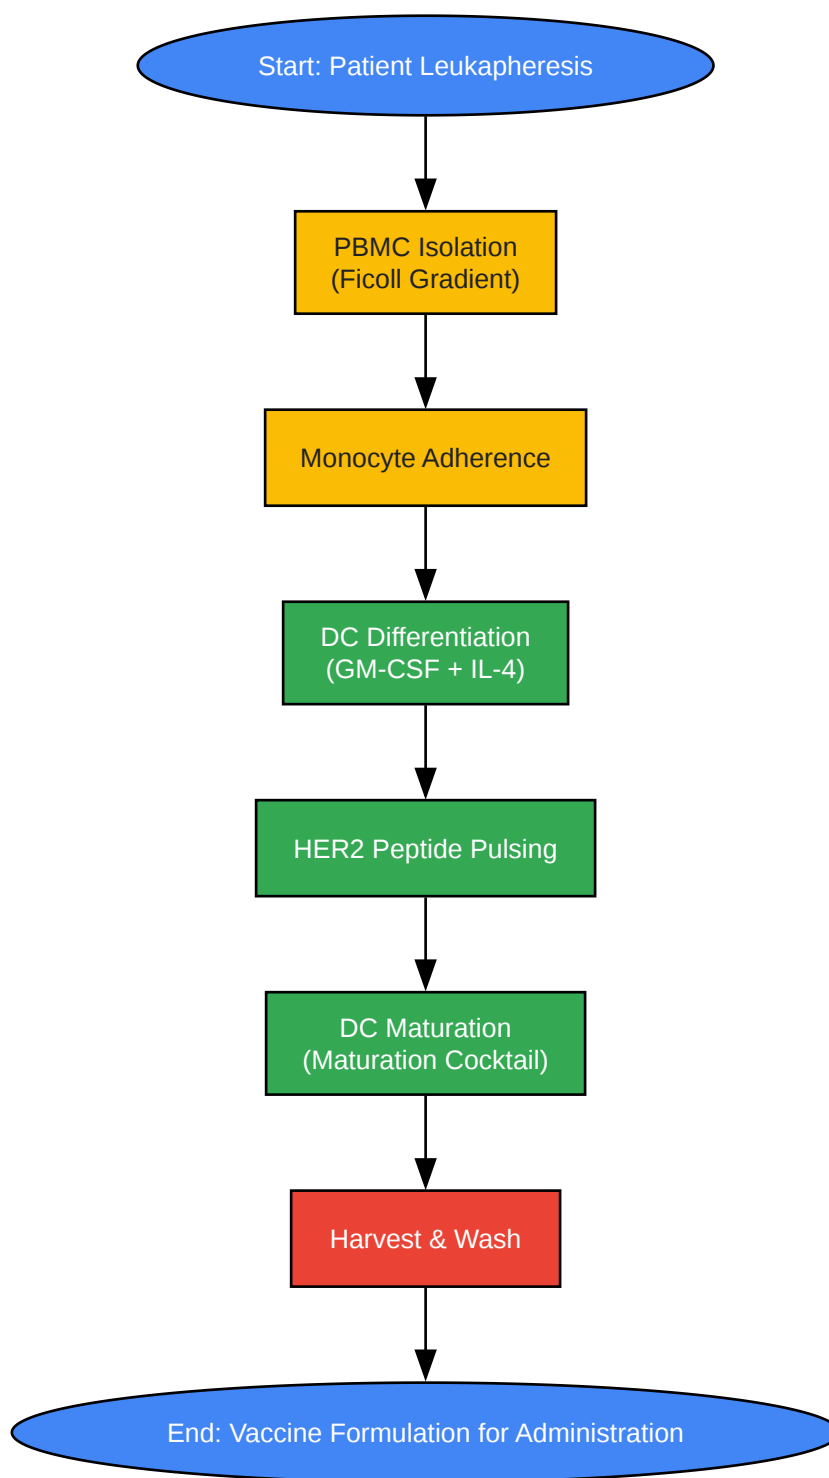 Start: Patient Leukapheresis
PBMC Isolation
(Ficoll Gradient)
Monocyte Adherence
DC Differentiation
(GM-CSF + IL-4)
HER2 Peptide Pulsing
DC Maturation
(Maturation Cocktail)
Harvest & Wash
End: Vaccine Formulation for Administration